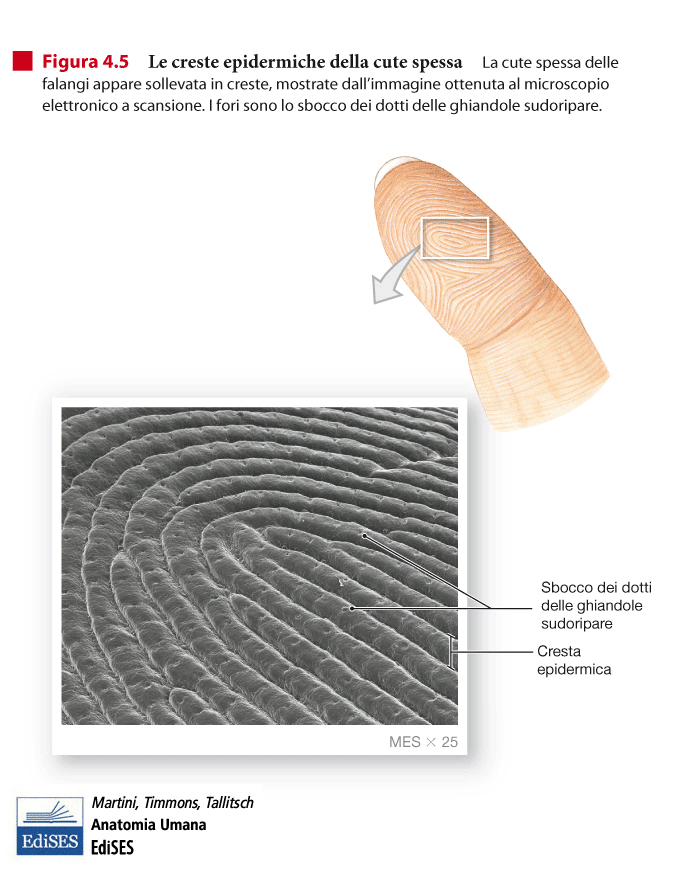 Figura 4.5 Le creste epidermiche della cute spessa La cute spessa delle
falangi appare sollevata in creste, mostrate dall'immagine ottenuta al microscopio
elettronico a scansione. I fori sono lo sbocco dei dotti delle ghiandole sudoripare.
Sbocco dei dotti
delle ghiandole
sudoripare
Cresta
epidermica
MES × 25
EdiSES
Martini, Timmons, Tallitsch
Anatomia Umana
EdiSES